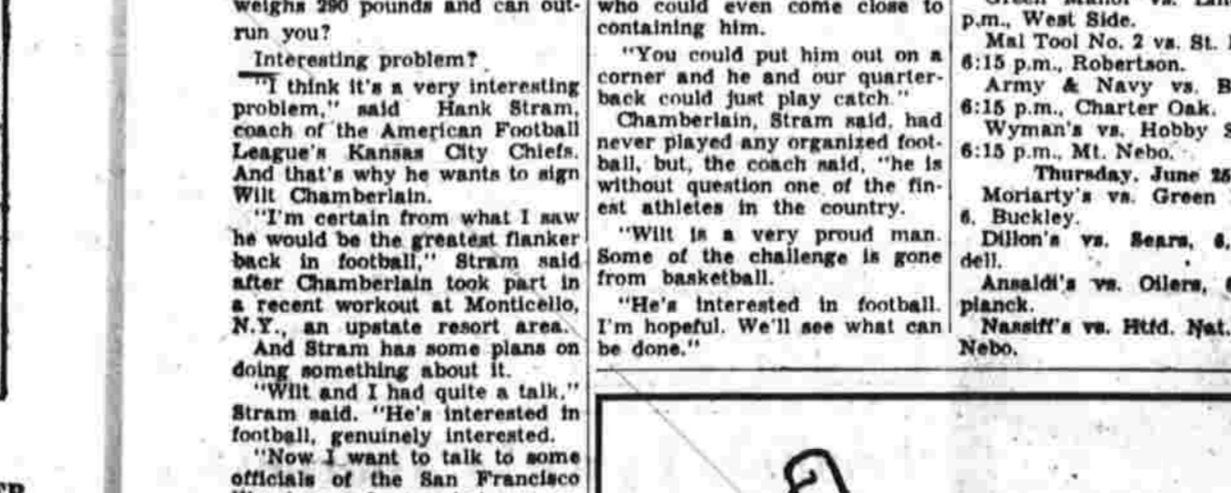 weighs 290 pounds and can out-
run you?
Interesting problem?
"I think it's a very interesting
problem," said Hank Stram,
coach of the American Football
League's Kansas City Chiefs.
And that's why he wants to sign
Wilt Chamberlain.
"I'm certain from what I saw
he would be the greatest flanker
back in football," Stram said
after Chamberlain took part in
a recent workout at Monticello,
N.Y., an upstate resort area.
And Stram has some plans on
doing something about it.
"Wilt and I had quite a talk,"
Stram said. "He's interested in
football, genuinely interested.
"Now I want to talk to some
officials of the San Francisco
who could even come close to
containing him.
"You could put him out on a
corner and he and our quarter-
back could just play catch."
Chamberlain, Stram said, had
never played any organized foot-
ball, but, the coach said, "he is
without question one of the fin-
est athletes in the country.
"Wilt is a very proud man.
Some of the challenge is gone
from basketball.
"He's interested in football.
I'm hopeful. We'll see what can
be done."
Green Manor vs.
p.m., West Side.
Mal Tool No. 2 vs. St.
6:15 p.m., Robertson.
Army & Navy vs. B
6:15 p.m., Charter Oak.
Wyman's vs. Hobby S
6:15 p.m., Mt. Nebo.
Thursday, June 25
Moriarty's vs. Green
6, Buckley.
Dillon's vs. Sears, 6,
dell.
Ansaldi's vs. Oilers,
planck.
Nassiff's vs. Htfd. Nat.
Nebo.